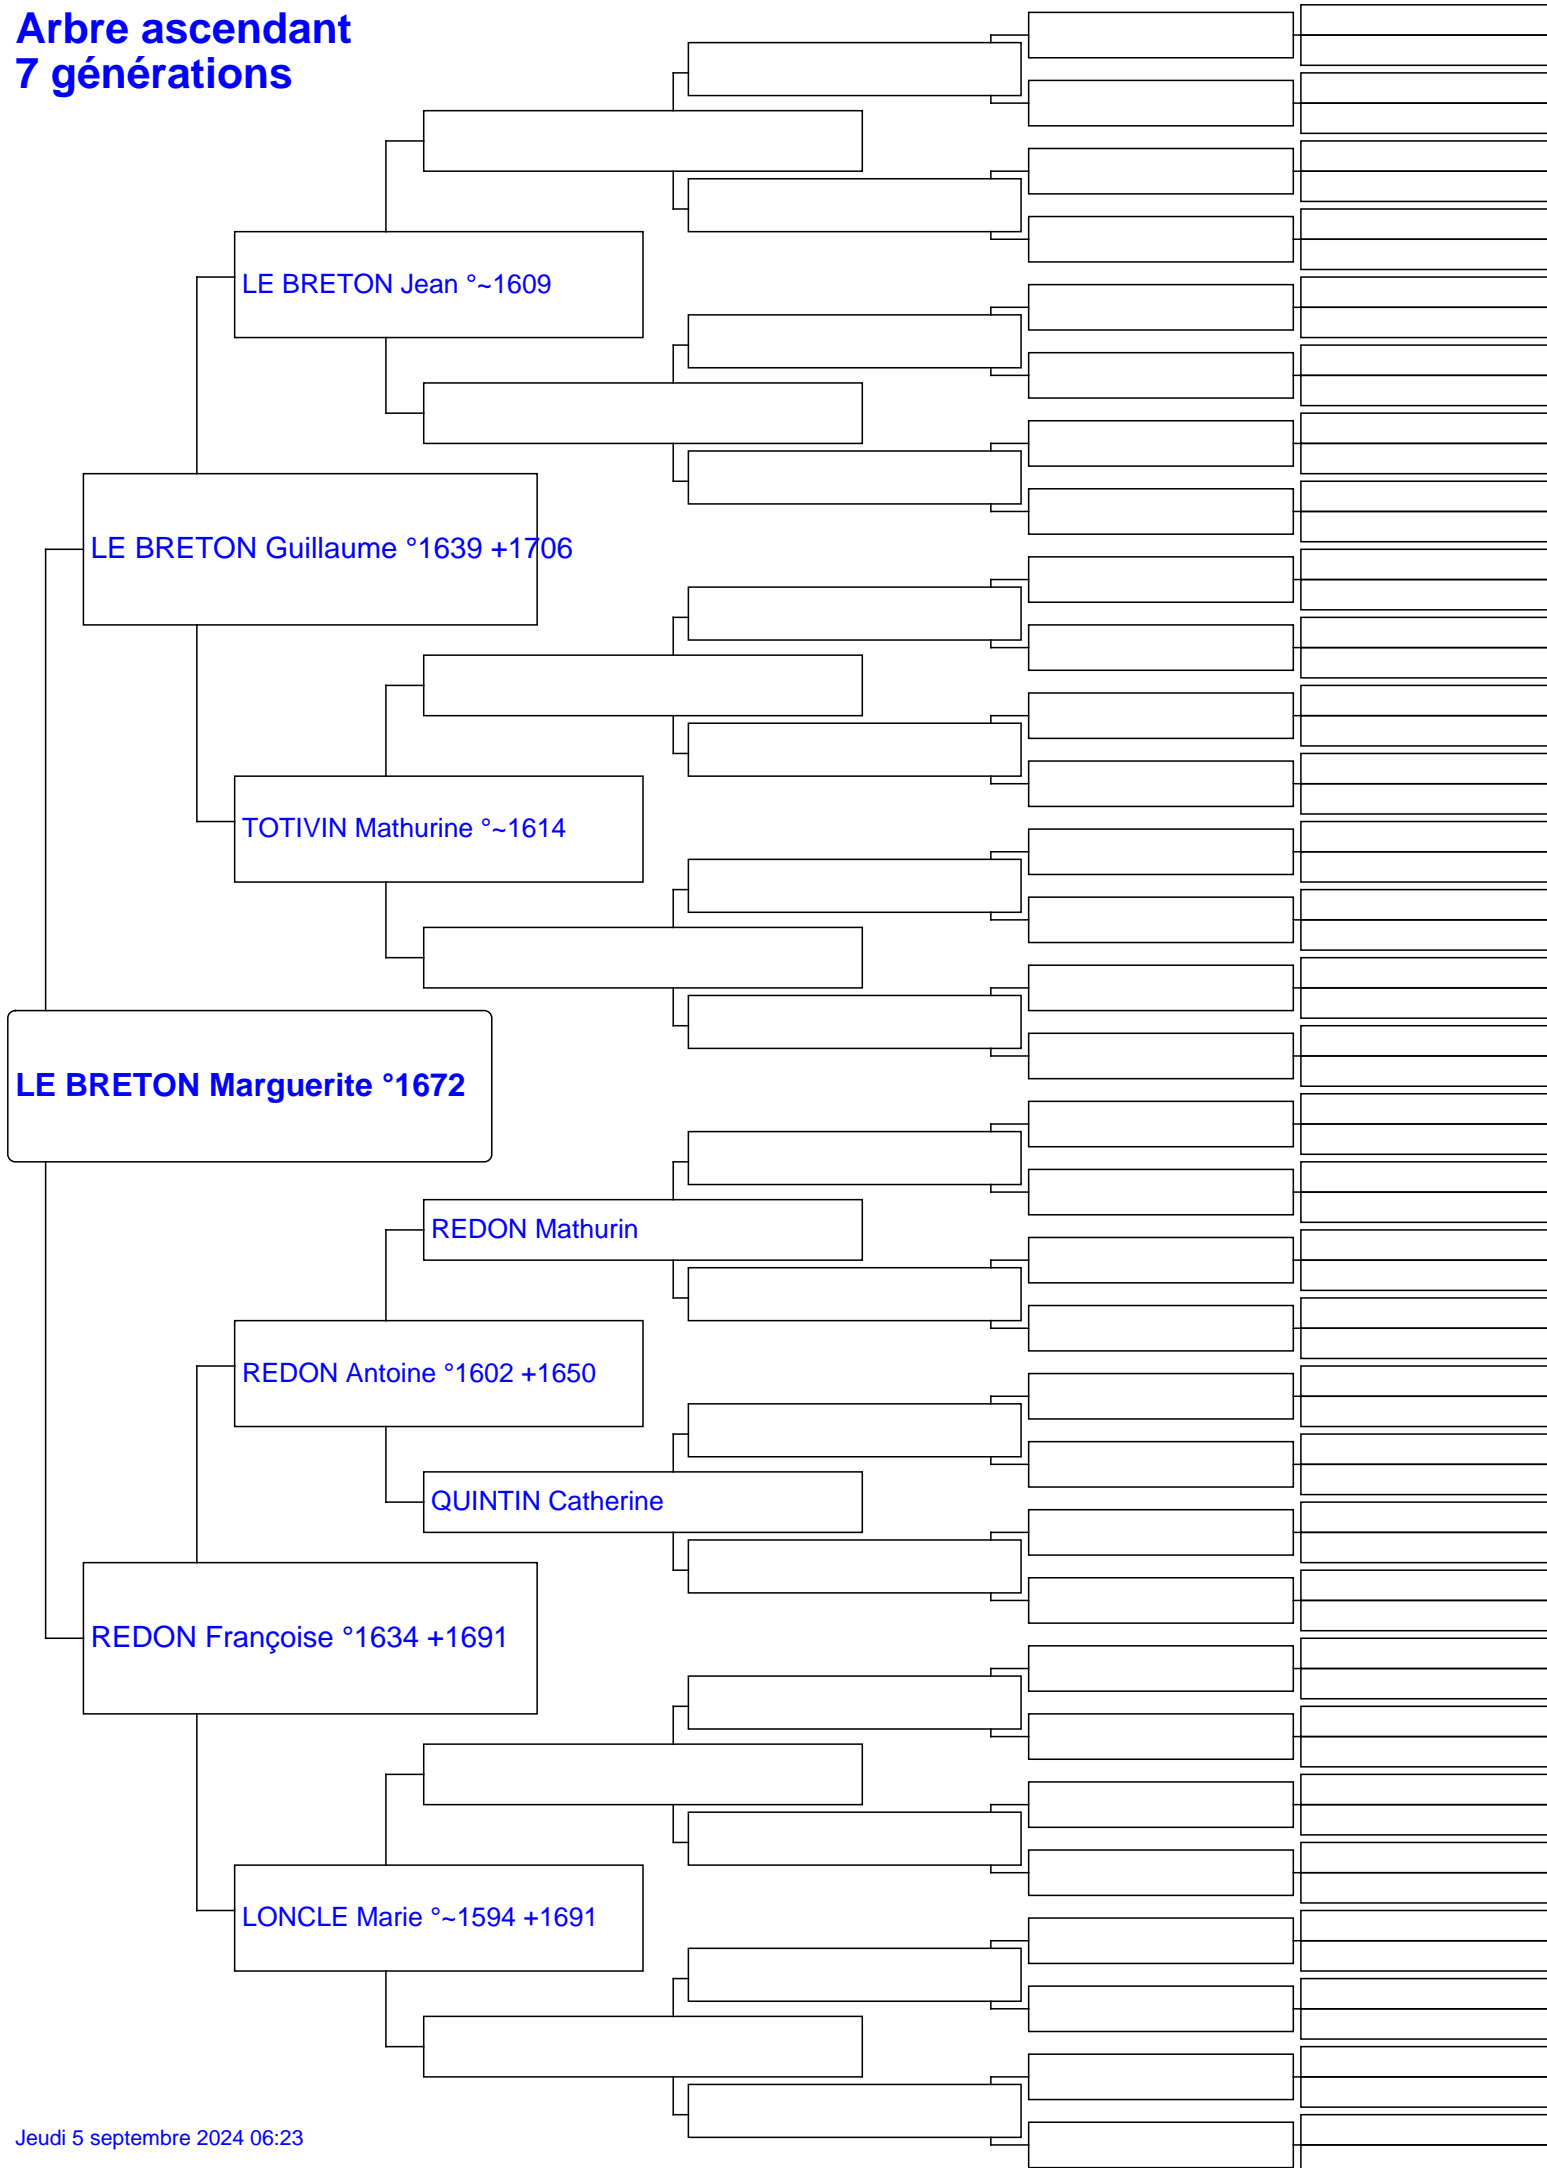 Arbre ascendant
7 générations
LE BRETON Jean °~1609
LE BRETON Guillaume °1639 +1706
TOTIVIN Mathurine °~1614
LE BRETON Marguerite °1672
REDON Mathurin
REDON Antoine °1602 +1650
QUINTIN Catherine
REDON Françoise °1634 +1691
LONCLE Marie °~1594 +1691
Jeudi 5 septembre 2024 06:23